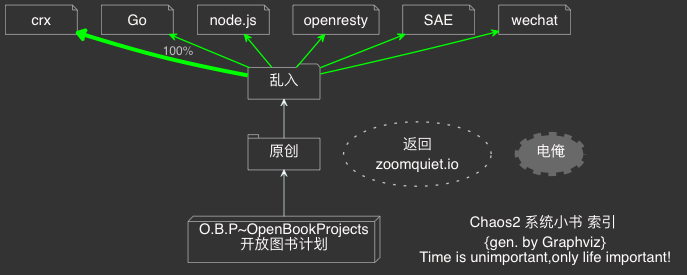 crx
Go
node.js
openresty
SAE
wechat
100%
乱入
原创
返回
zoomquiet.io
电俺
O.B.P~OpenBookProjects
开放图书计划
Chaos2 系统小书 索引
{gen. by Graphviz}
Time is unimportant,only life important!